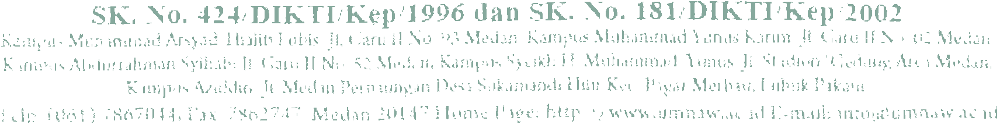 SK. No. 424/DIKTI/Kep/1996 dan SK. No. 181/DIKTI/Kep/2002
Kampus Muhammad Arsyad Thalib Lubis Jl. Garu II No. 93 Medan, Kampus Muhammad Yunus Karim Jl. Garu II No. 02 Medan
Kampus Abdurrahman Syihab Jl. Garu II No. 52 Medan, Kampus Syeikh H. Muhammad Yunus Jl. Stadion/Gedung Arca Medan,
Kampus Aziddin Jl. Medan Perbaungan Desa Sukamandi Hilir Kec. Pagar Merbau, Lubuk Pakam
Telp. (061) 7867044, Fax. 7862747 Medan 20147 Home Page: http://www.umnaw.ac.id E-mail: info@umnaw.ac.id